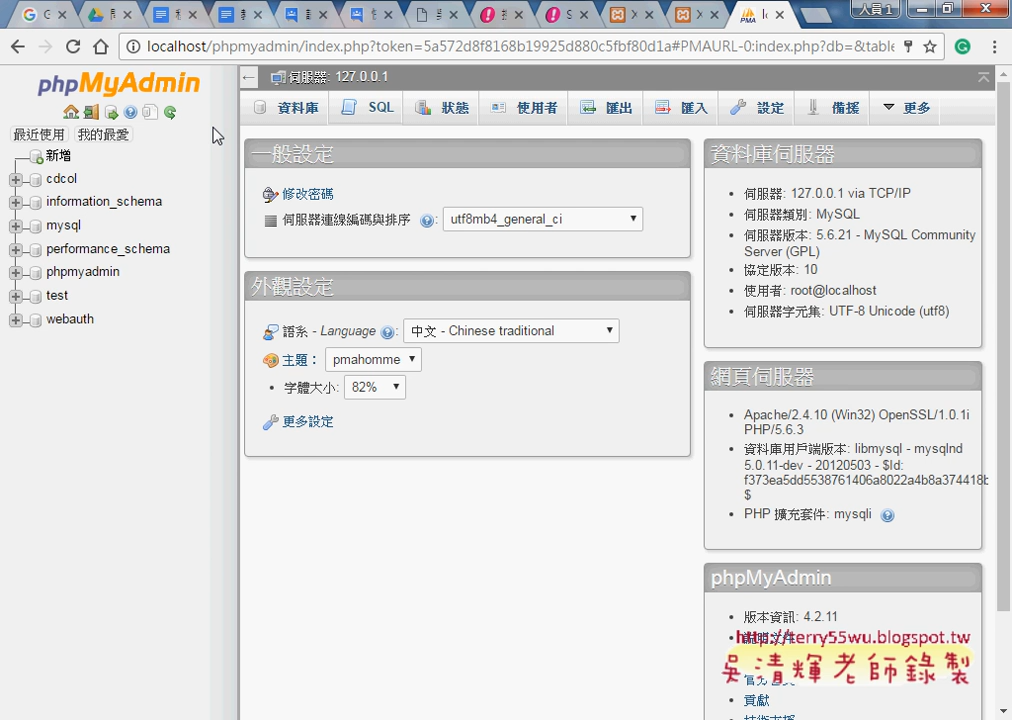 人員 1
localhost/phpmyadmin/index.php?token=5a572d8f8168b19925d880c5fbf80d1a#PMAURL-0:index.php?db=&table
phpMyAdmin
最近使用 我的最愛
新增
cdcol
information_schema
mysql
performance_schema
phpmyadmin
test
webauth
伺服器: 127.0.0.1
資料庫 SQL 狀態 使用者 匯出 匯入 設定 備援 更多
一般設定
修改密碼
伺服器連線編碼與排序 : utf8mb4_general_ci
外觀設定
語系 - Language : 中文 - Chinese traditional
主題： pmahomme
字體大小: 82%
更多設定
資料庫伺服器
伺服器: 127.0.0.1 via TCP/IP
伺服器類別: MySQL
伺服器版本: 5.6.21 - MySQL Community
Server (GPL)
協定版本: 10
使用者: root@localhost
伺服器字元集: UTF-8 Unicode (utf8)
網頁伺服器
Apache/2.4.10 (Win32) OpenSSL/1.0.1i
PHP/5.6.3
資料庫用戶端版本: libmysql - mysqlnd
5.0.11-dev - 20120503 - $Id:
f373ea5dd5538761406a8022a4b8a374418b
$
PHP 擴充套件: mysqli
phpMyAdmin
版本資訊: 4.2.11
http://terry55wu.blogspot.tw
吳清輝老師錄製
貢獻